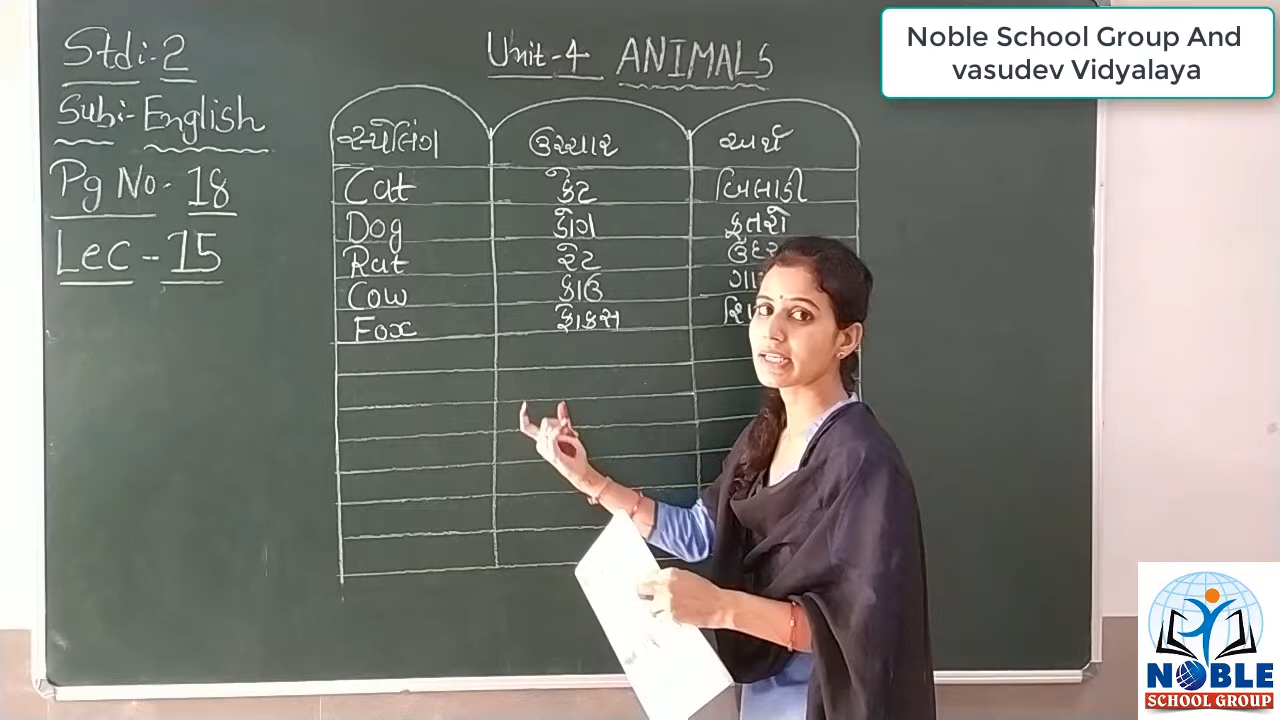 Noble School Group And
vasudev Vidyalaya
Std:-2
Sub:- English
Pg No- 18
Lec - 15
Unit-4 ANIMALS
સ્પેલિંગ ઉચ્ચાર અર્થ
Cat કેટ બિલાડી
Dog ડોગ કૂતરો
Rat રેટ
Cow કાઉ
Fox ફોક્સ
NOBLE
SCHOOL GROUP